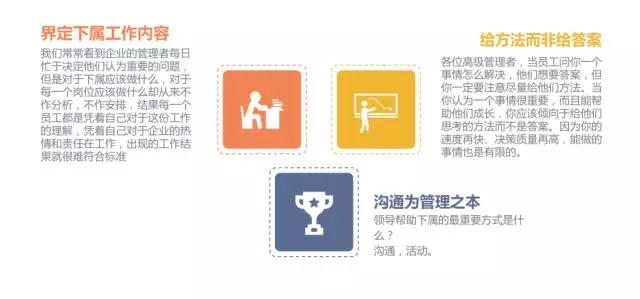 界定下属工作内容
我们常常看到企业的管理者每日
忙于决定他们认为重要的问题，
但是对于下属应该做什么，对于
每一个岗位应该做什么却从来不
作分析，不作安排，结果每一个
员工都是凭着自己对于这份工作
的理解，凭着自己对于企业的热
情和责任在工作，出现的工作结
果就很难符合标准
给方法而非给答案
各位高级管理者，当员工问你一个
事情怎么解决，他们想要答案，但
你一定要注意尽量给他们方法。当
你认为一个事情很重要，而且能帮
助他们成长，你应该倾向于给他们
思考的方法而不是答案。因为你的
速度再快、决策质量再高，能做的
事情也是有限的。
沟通为管理之本
领导帮助下属的最重要方式是什
么？
沟通，活动。